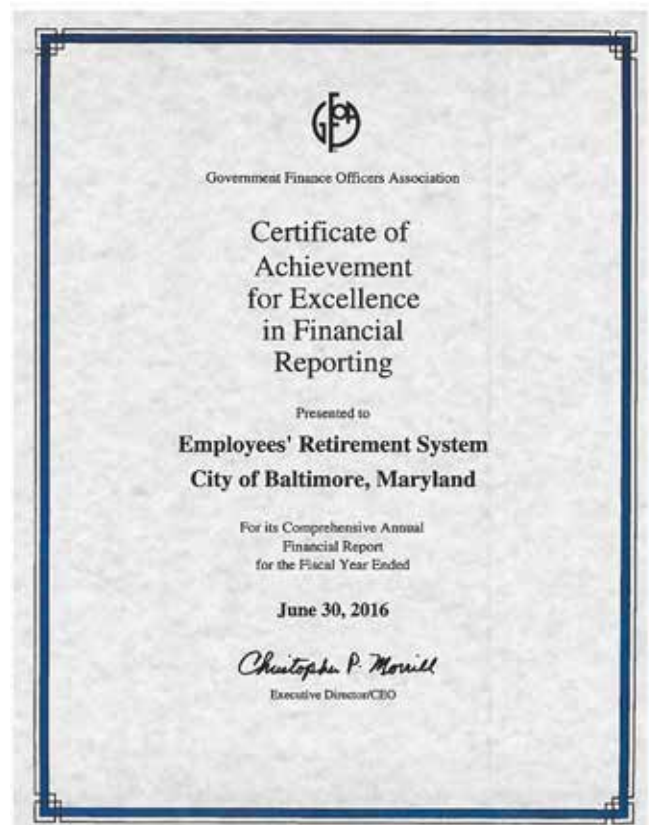 GFOA
Government Finance Officers Association
Certificate of
Achievement
for Excellence
in Financial
Reporting
Presented to
Employees' Retirement System
City of Baltimore, Maryland
For its Comprehensive Annual
Financial Report
for the Fiscal Year Ended
June 30, 2016
Christopher P. Morrill
Executive Director/CEO